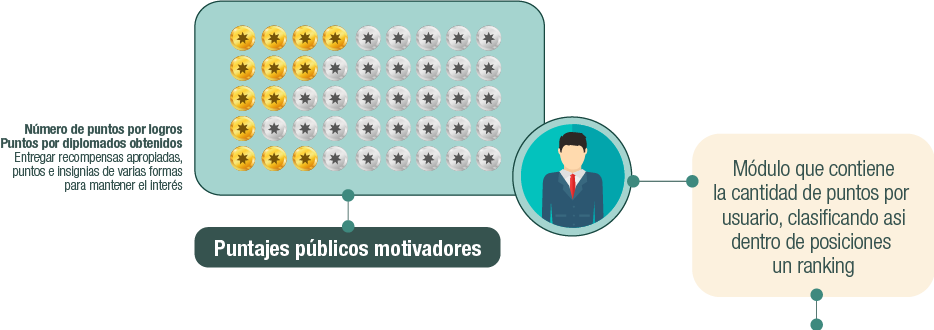 Número de puntos por logros
Puntos por diplomados obtenidos
Entregar recompensas apropiadas,
puntos e insignias de varias formas
para mantener el interés
Puntajes públicos motivadores
Módulo que contiene
la cantidad de puntos por
usuario, clasificando asi
dentro de posiciones
un ranking